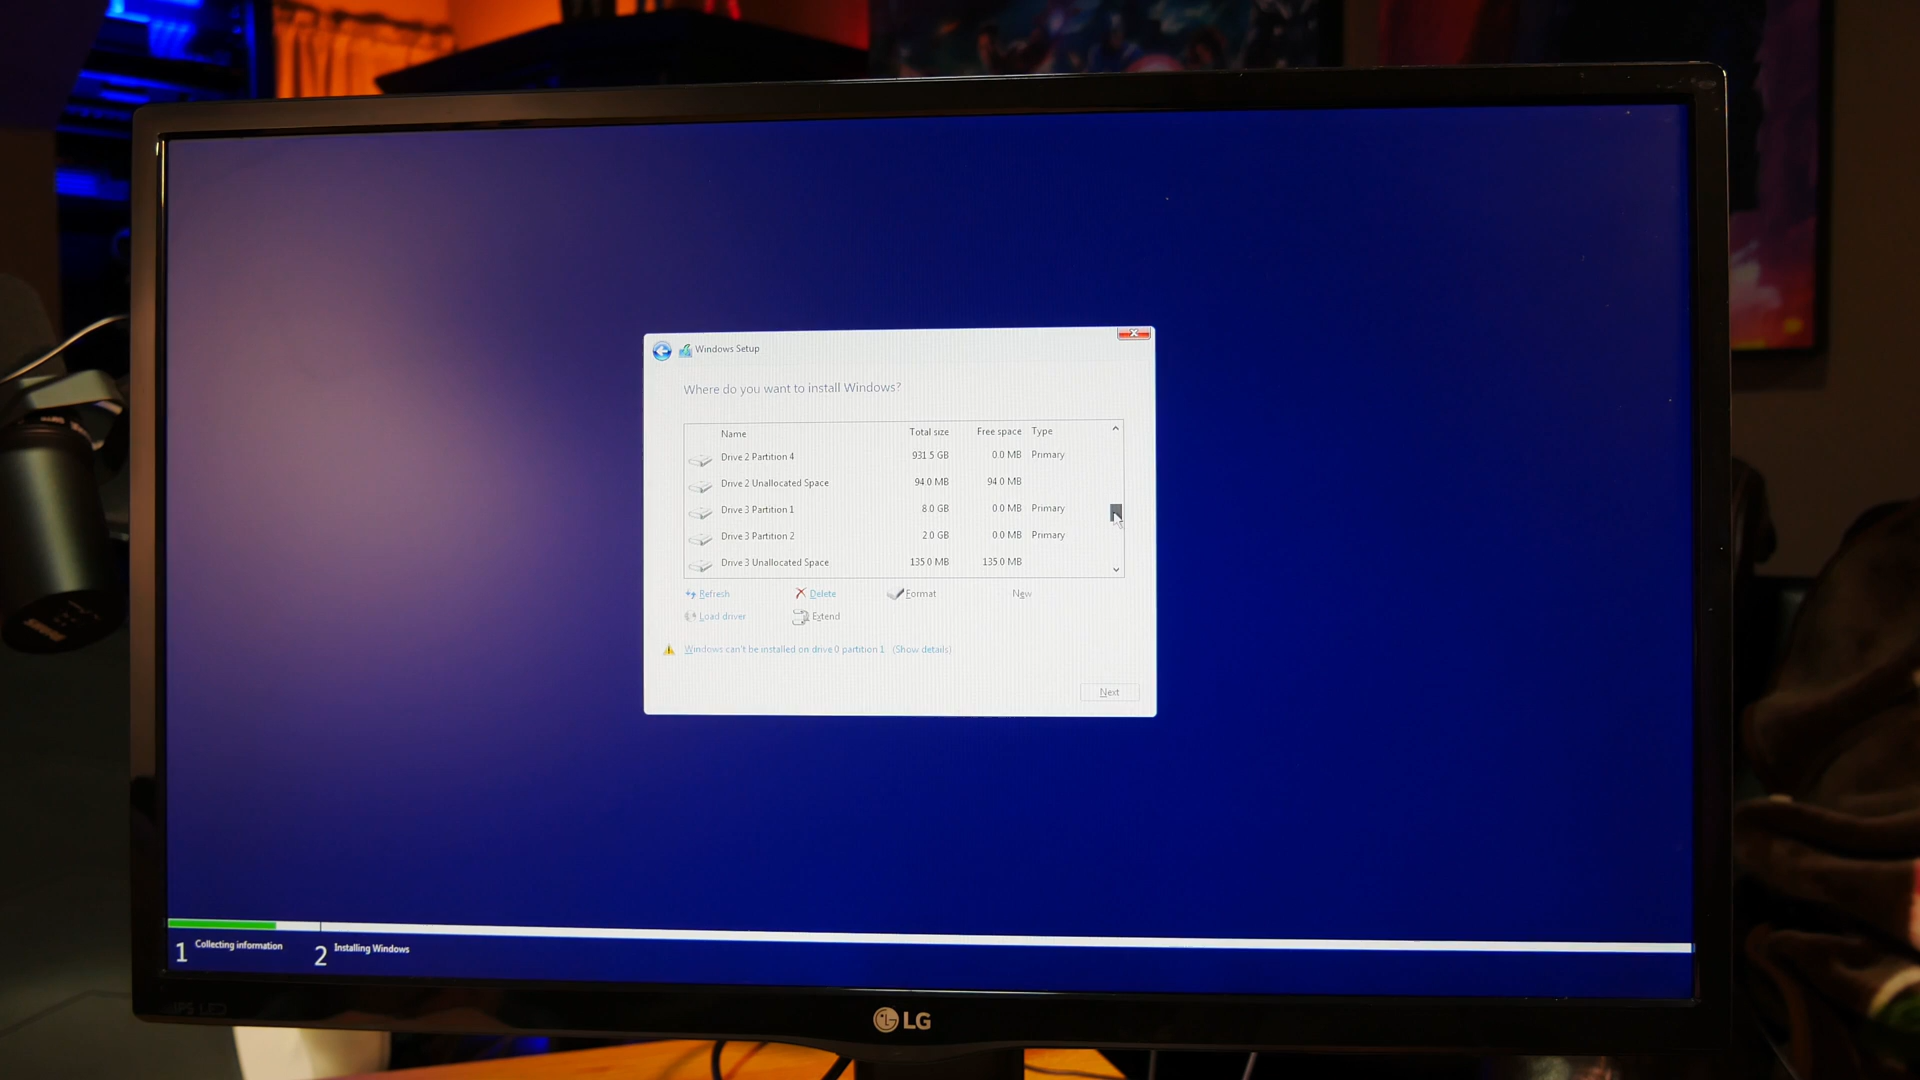 Windows Setup
Where do you want to install Windows?
Name Total size Free space Type
Drive 2 Partition 4 931.5 GB 0.0 MB Primary
Drive 2 Unallocated Space 94.0 MB 94.0 MB
Drive 3 Partition 1 8.0 GB 0.0 MB Primary
Drive 3 Partition 2 2.0 GB 0.0 MB Primary
Drive 3 Unallocated Space 135.0 MB 135.0 MB
Refresh Delete Format New
Load driver Extend
Windows can't be installed on drive 0 partition 1. (Show details)
Next
1 Collecting information 2 Installing Windows
IPS LED
LG